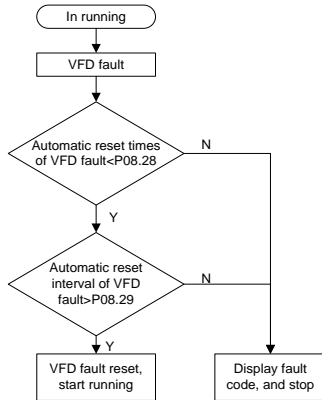 In running
VFD fault
Automatic reset times
of VFD fault<P08.28
N
Y
Automatic reset
interval of VFD
fault>P08.29
N
Y
VFD fault reset,
start running
Display fault
code, and stop